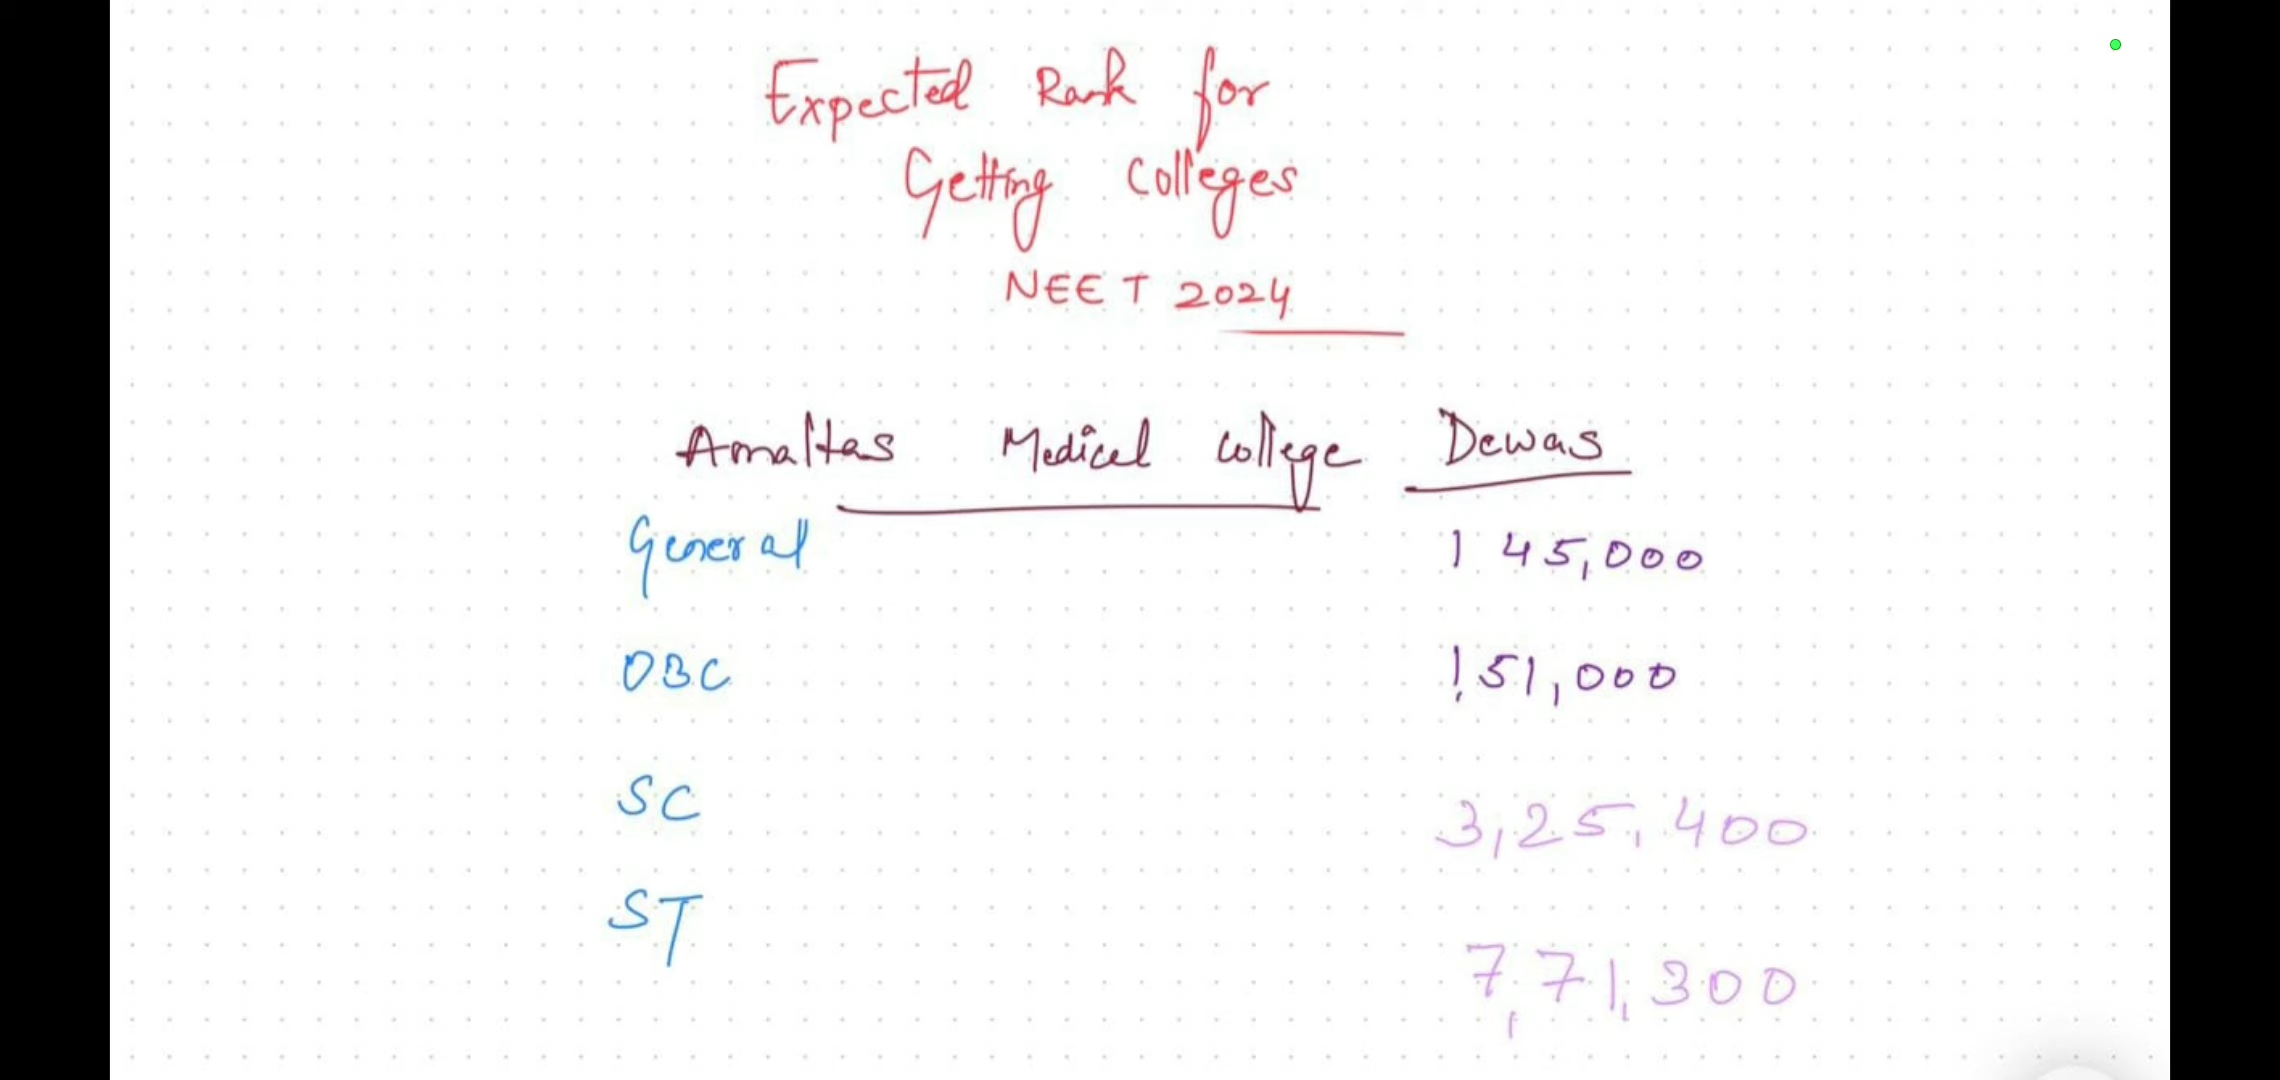 Expected Rank for
Getting Colleges
NEET 2024
Amaltas Medical College Dewas
General 1 45,000
OBC 1,51,000
SC 3,25,400
ST 7,71,300